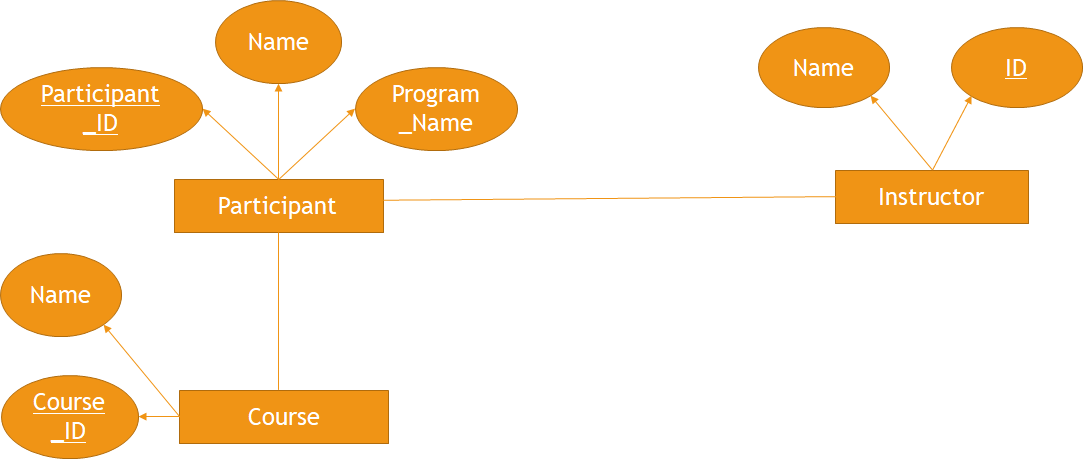 Name
Participant
_ID
Program
_Name
Name
ID
Participant
Instructor
Name
Course
_ID
Course